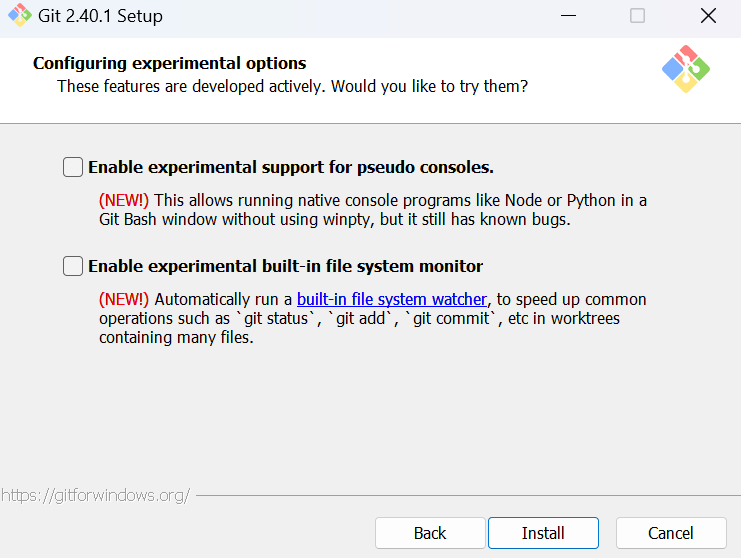 Git 2.40.1 Setup
Configuring experimental options
These features are developed actively. Would you like to try them?
Enable experimental support for pseudo consoles.
(NEW!) This allows running native console programs like Node or Python in a
Git Bash window without using winpty, but it still has known bugs.
Enable experimental built-in file system monitor
(NEW!) Automatically run a built-in file system watcher, to speed up common
operations such as `git status`, `git add`, `git commit`, etc in worktrees
containing many files.
https://gitforwindows.org/
Back Install Cancel